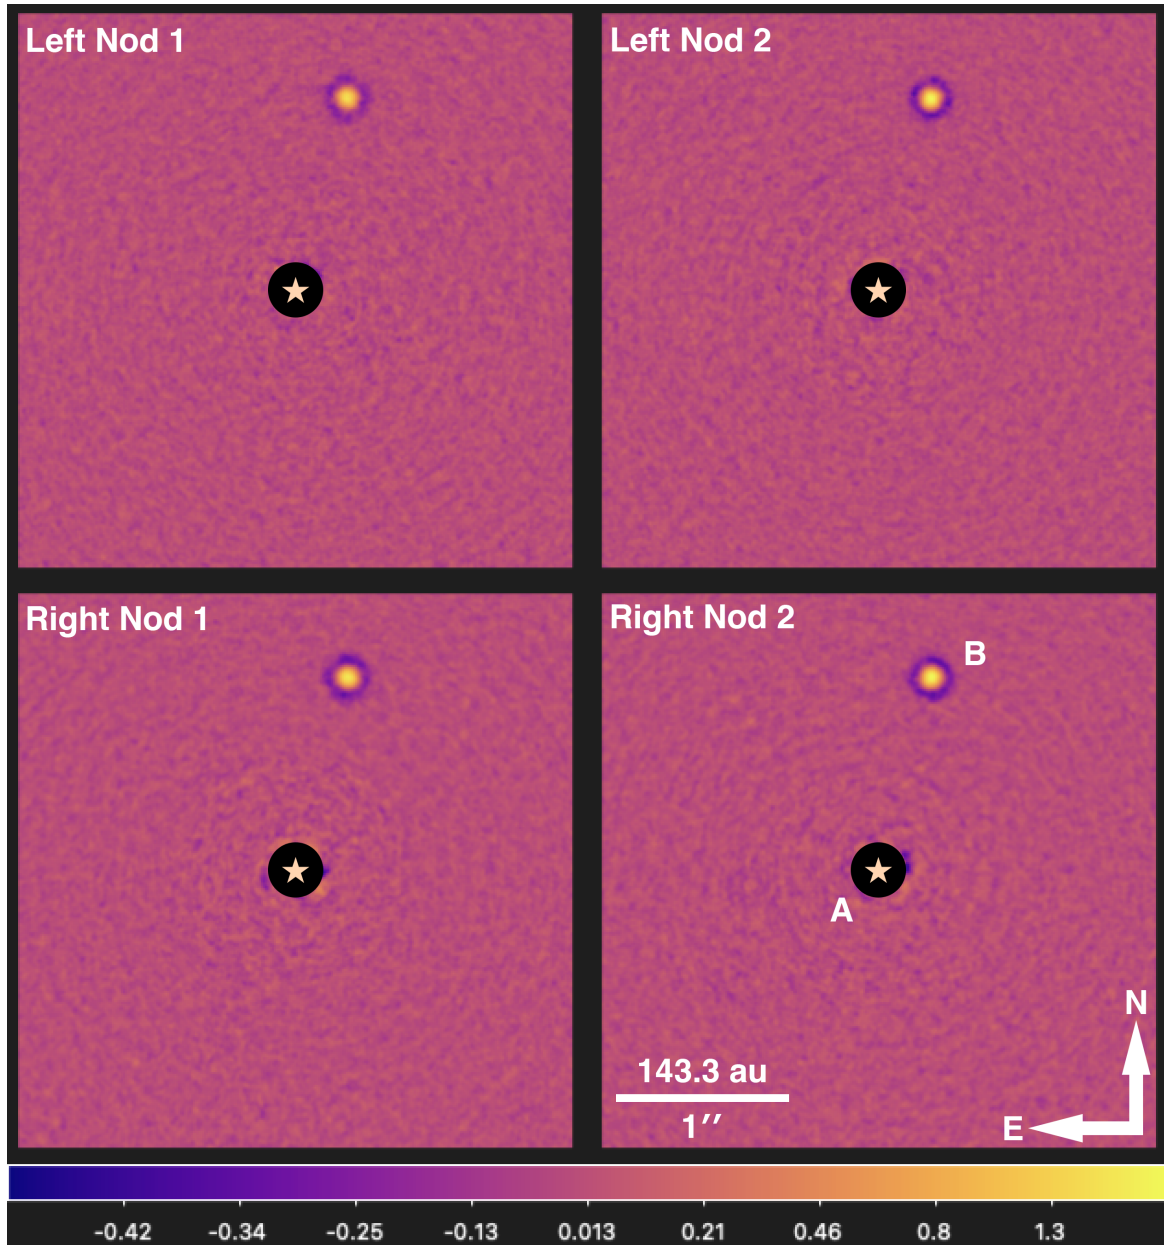 Left Nod 1
Left Nod 2
Right Nod 1
Right Nod 2
B
A
N
143.3 au
1′′
E
-0.42 -0.34 -0.25 -0.13 0.013 0.21 0.46 0.8 1.3